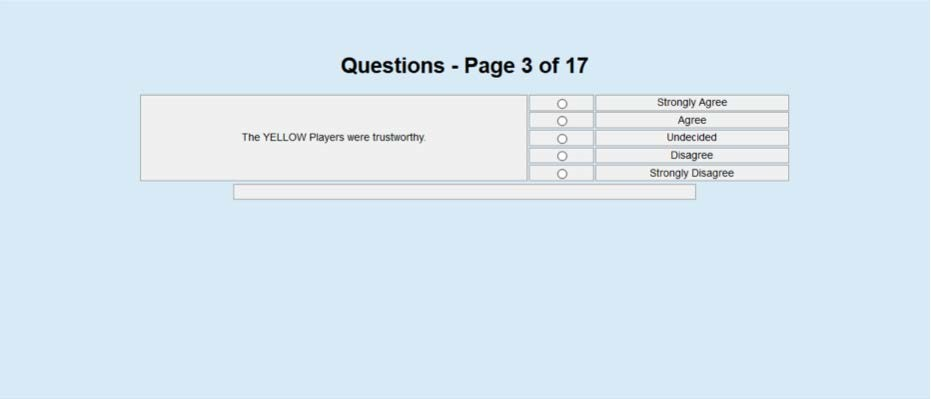 Questions - Page 3 of 17
The YELLOW Players were trustworthy.
Strongly Agree
Agree
Undecided
Disagree
Strongly Disagree